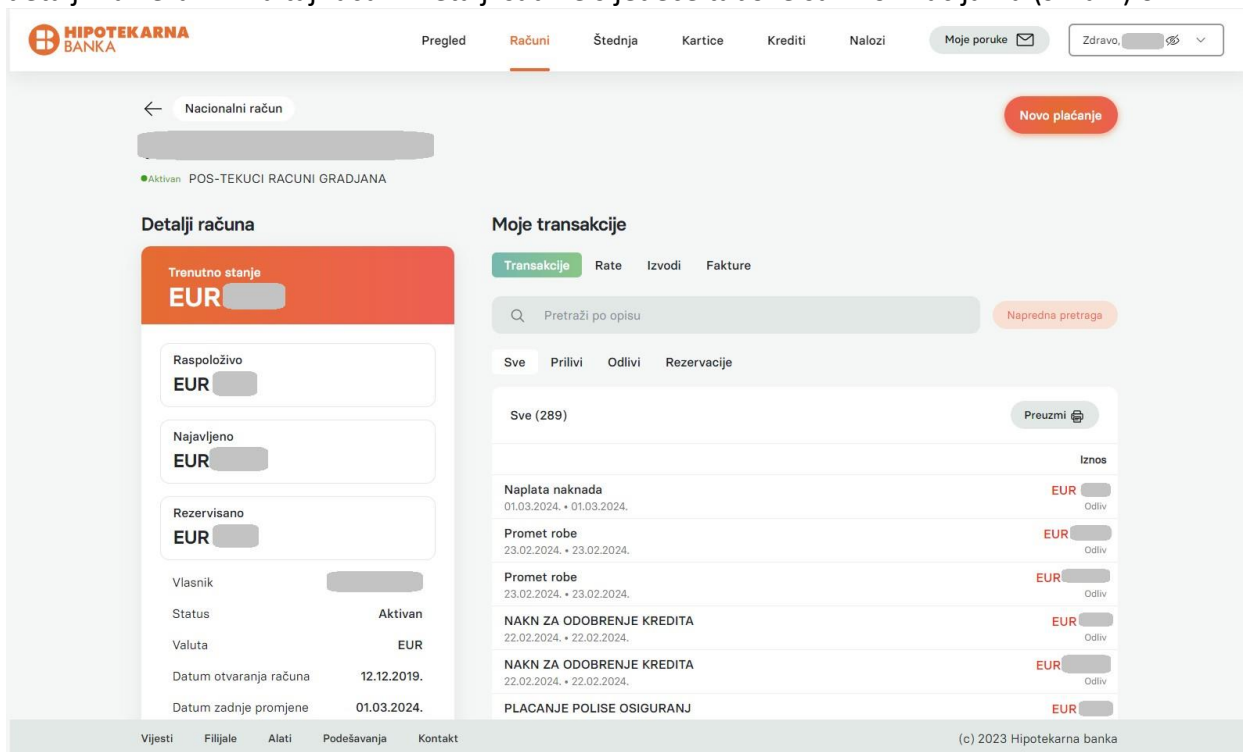 HIPOTEKARNA
BANKA
Pregled
Računi
Štednja
Kartice
Krediti
Nalozi
Moje poruke
Zdravo,
Nacionalni račun
Novo plaćanje
Aktivan POS-TEKUCI RACUNI GRADJANA
Detalji računa
Trenutno stanje
EUR
Raspoloživo
EUR
Najavljeno
EUR
Rezervisano
EUR
Vlasnik
Status Aktivan
Valuta EUR
Datum otvaranja računa 12.12.2019.
Datum zadnje promjene 01.03.2024.
Moje transakcije
Transakcije Rate Izvodi Fakture
Pretraži po opisu
Napredna pretraga
Sve Prilivi Odlivi Rezervacije
Sve (289)
Preuzmi
Iznos
Naplata naknada EUR
01.03.2024. • 01.03.2024. Odliv
Promet robe EUR
23.02.2024. • 23.02.2024. Odliv
Promet robe EUR
23.02.2024. • 23.02.2024. Odliv
NAKN ZA ODOBRENJE KREDITA EUR
22.02.2024. • 22.02.2024. Odliv
NAKN ZA ODOBRENJE KREDITA EUR
22.02.2024. • 22.02.2024. Odliv
PLACANJE POLISE OSIGURANJ EUR
Vijesti Filijale Alati Podešavanja Kontakt
(c) 2023 Hipotekarna banka